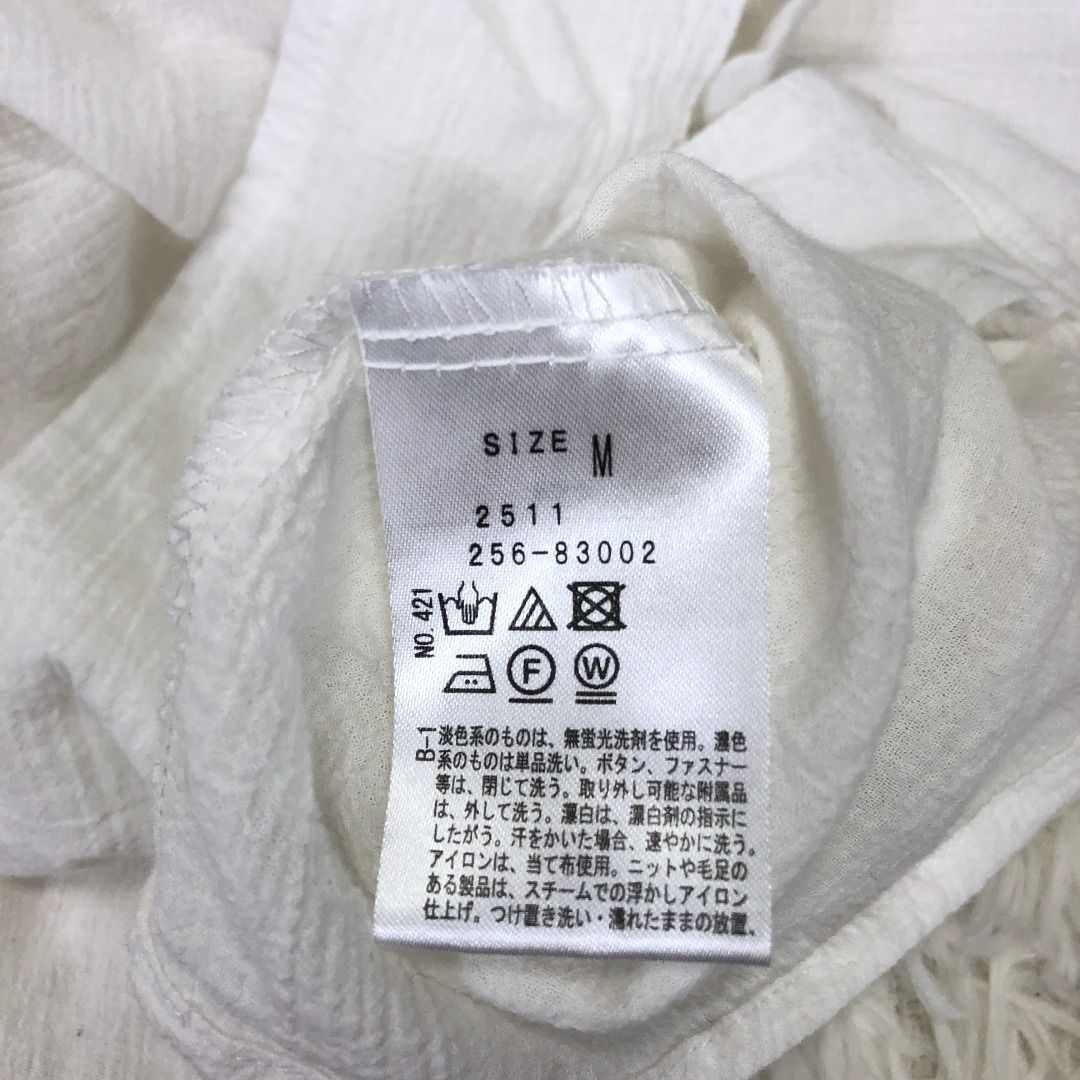 SIZE M
2511
256-83002
NO. 421
F W
B-1
淡色系のものは、無蛍光洗剤を使用。濃色
系のものは単品洗い。ボタン、ファスナー
等は、閉じて洗う。取り外し可能な附属品
は、外して洗う。漂白は、漂白剤の指示に
したがう。汗をかいた場合、速やかに洗う。
アイロンは、当て布使用。ニットや毛足の
ある製品は、スチームでの浮かしアイロン
仕上げ。つけ置き洗い・濡れたままの放置、